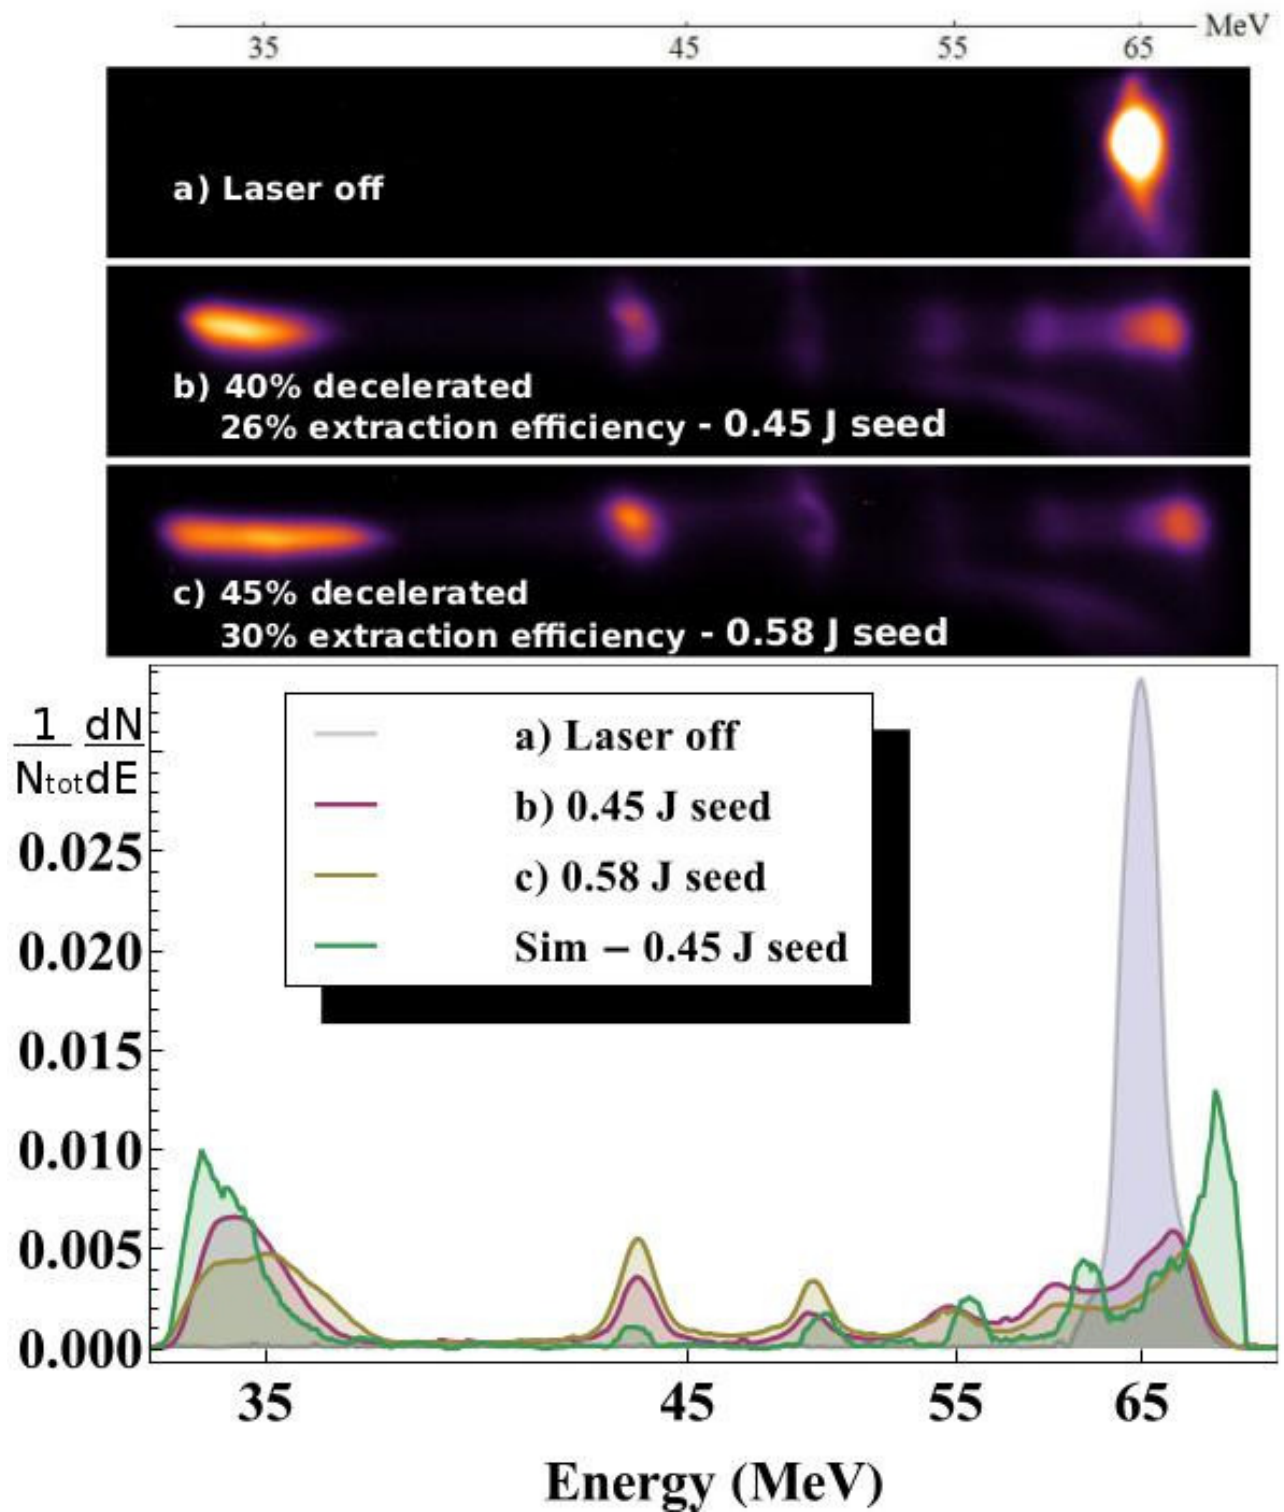 MeV
35 45 55 65
a) Laser off
b) 40% decelerated
26% extraction efficiency - 0.45 J seed
c) 45% decelerated
30% extraction efficiency - 0.58 J seed
1 dN
Ntot dE
a) Laser off
b) 0.45 J seed
c) 0.58 J seed
Sim – 0.45 J seed
0.025
0.020
0.015
0.010
0.005
0.000
35 45 55 65
Energy (MeV)